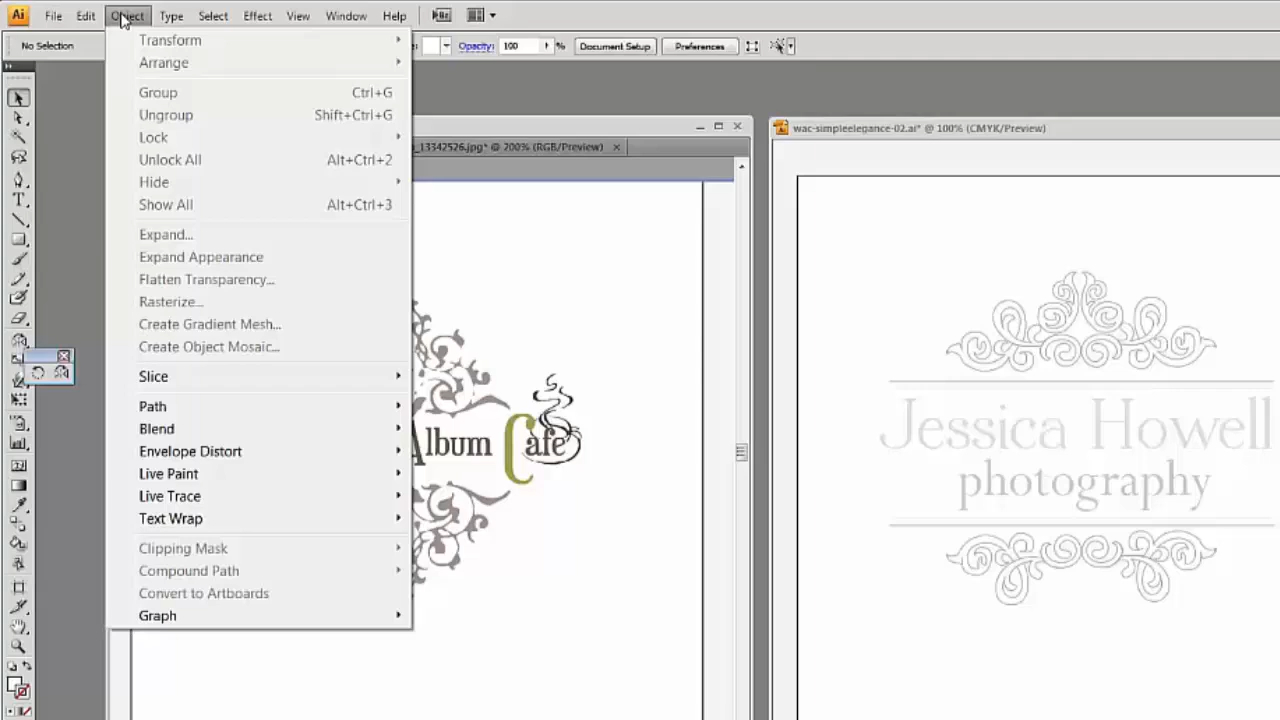 Ai File Edit Object Type Select Effect View Window Help Br
No Selection Opacity: 100 % Document Setup Preferences
Transform
Arrange
Group Ctrl+G
Ungroup Shift+Ctrl+G
Lock
Unlock All Alt+Ctrl+2
Hide
Show All Alt+Ctrl+3
Expand...
Expand Appearance
Flatten Transparency...
Rasterize...
Create Gradient Mesh...
Create Object Mosaic...
Slice
Path
Blend
Envelope Distort
Live Paint
Live Trace
Text Wrap
Clipping Mask
Compound Path
Convert to Artboards
Graph
_13342526.jpg* @ 200% (RGB/Preview)
Album Cafe
wac-simpleelegance-02.ai* @ 100% (CMYK/Preview)
Jessica Howell
photography